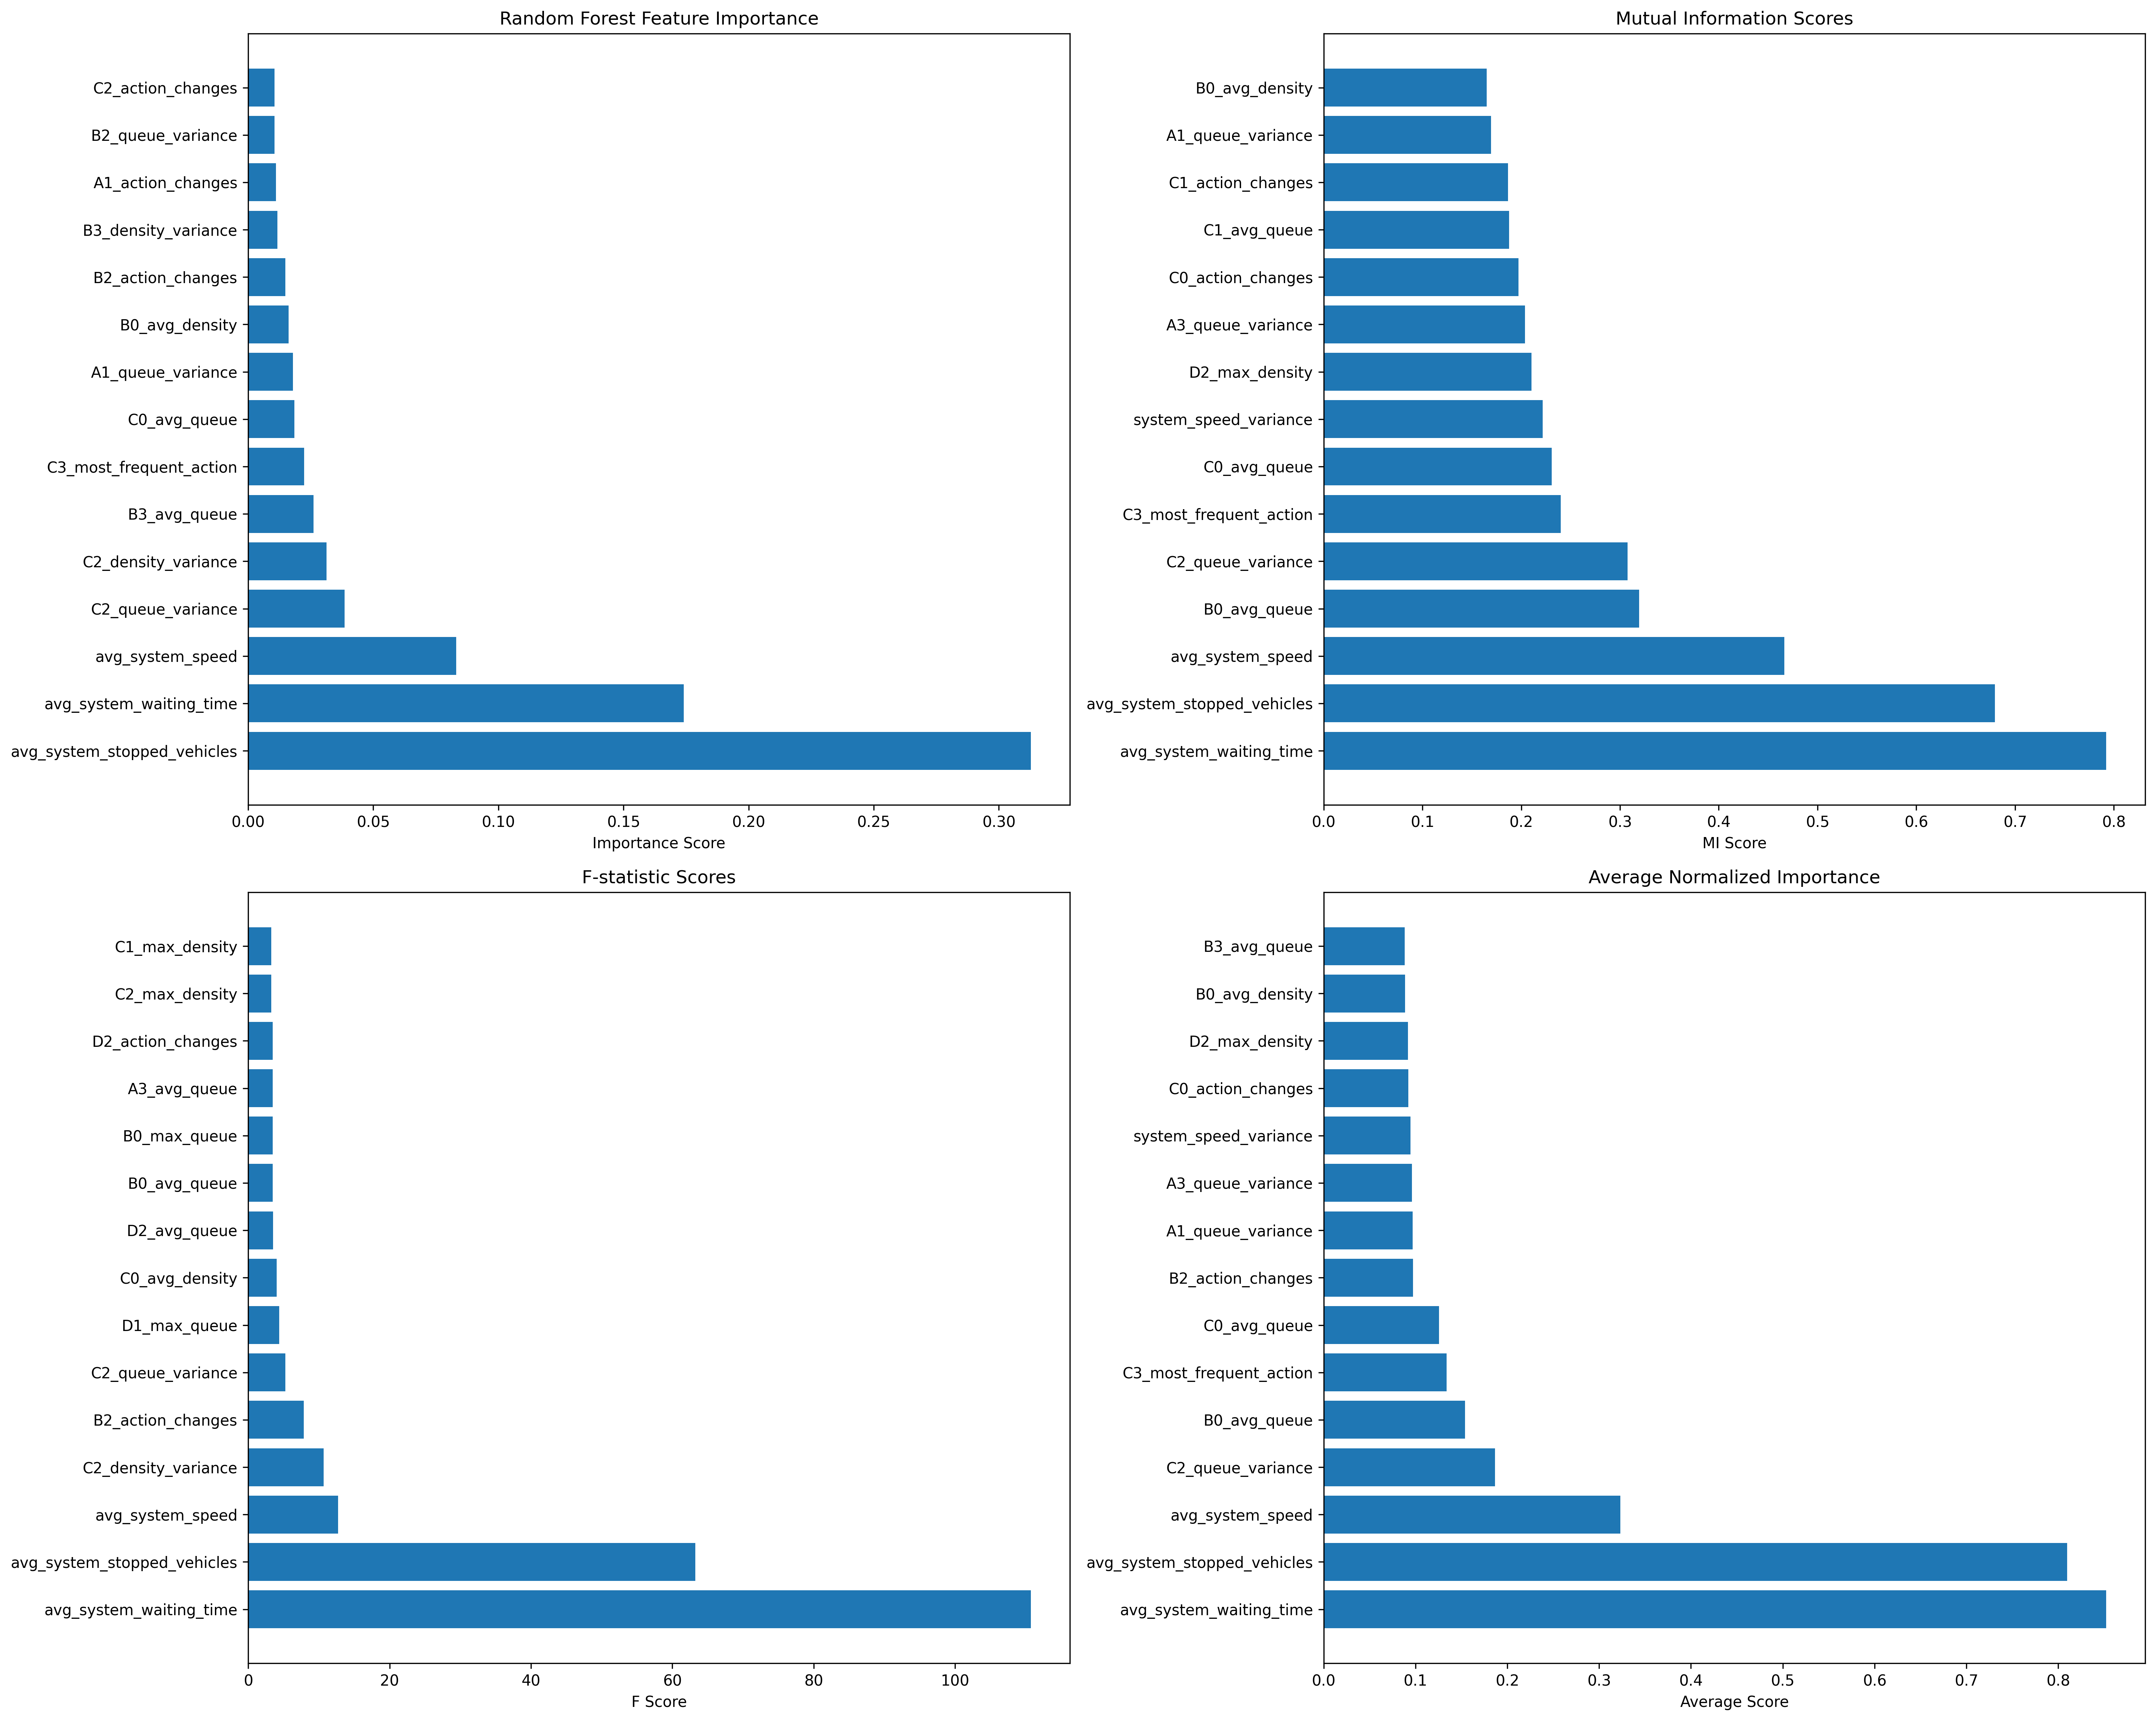 Random Forest Feature Importance
C2_action_changes
B2_queue_variance
A1_action_changes
B3_density_variance
B2_action_changes
B0_avg_density
A1_queue_variance
C0_avg_queue
C3_most_frequent_action
B3_avg_queue
C2_density_variance
C2_queue_variance
avg_system_speed
avg_system_waiting_time
avg_system_stopped_vehicles
0.00 0.05 0.10 0.15 0.20 0.25 0.30
Importance Score
Mutual Information Scores
B0_avg_density
A1_queue_variance
C1_action_changes
C1_avg_queue
C0_action_changes
A3_queue_variance
D2_max_density
system_speed_variance
C0_avg_queue
C3_most_frequent_action
C2_queue_variance
B0_avg_queue
avg_system_speed
avg_system_stopped_vehicles
avg_system_waiting_time
0.0 0.1 0.2 0.3 0.4 0.5 0.6 0.7 0.8
MI Score
F-statistic Scores
C1_max_density
C2_max_density
D2_action_changes
A3_avg_queue
B0_max_queue
B0_avg_queue
D2_avg_queue
C0_avg_density
D1_max_queue
C2_queue_variance
B2_action_changes
C2_density_variance
avg_system_speed
avg_system_stopped_vehicles
avg_system_waiting_time
0 20 40 60 80 100
F Score
Average Normalized Importance
B3_avg_queue
B0_avg_density
D2_max_density
C0_action_changes
system_speed_variance
A3_queue_variance
A1_queue_variance
B2_action_changes
C0_avg_queue
C3_most_frequent_action
B0_avg_queue
C2_queue_variance
avg_system_speed
avg_system_stopped_vehicles
avg_system_waiting_time
0.0 0.1 0.2 0.3 0.4 0.5 0.6 0.7 0.8
Average Score